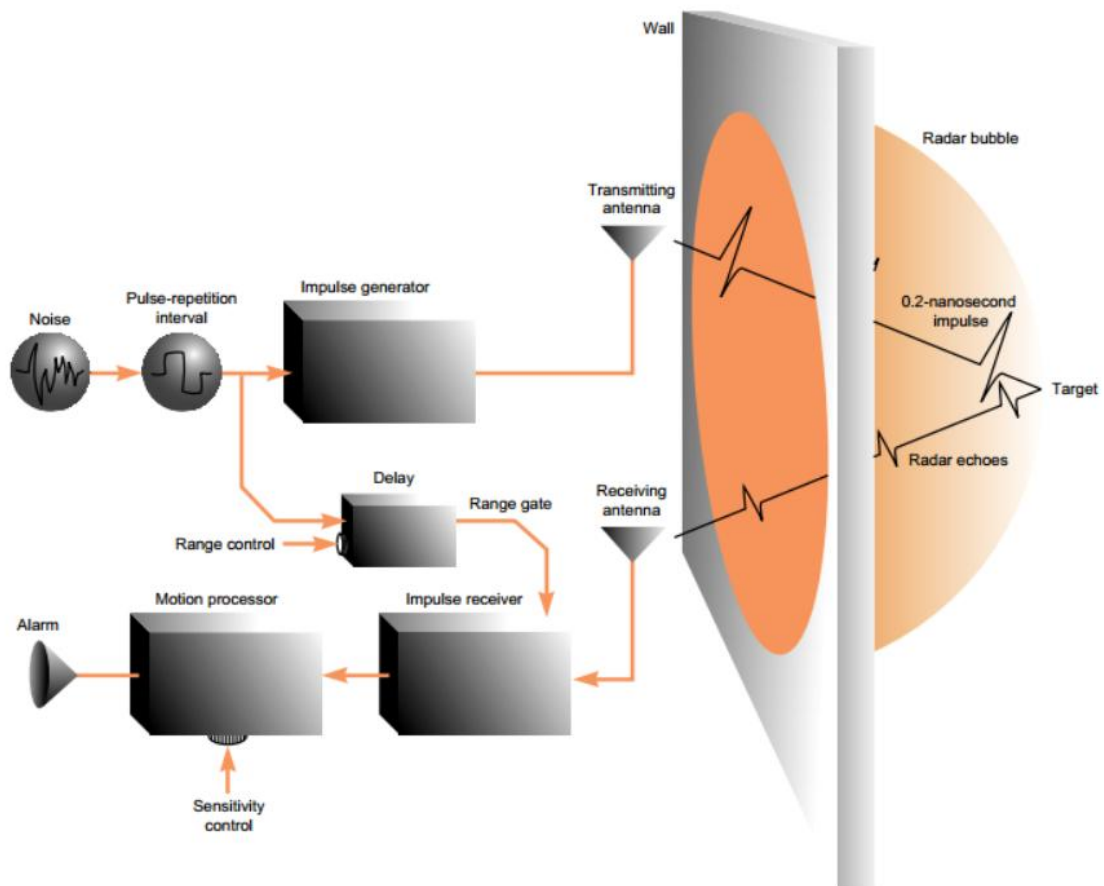 Wall
Radar bubble
Transmitting
antenna
Impulse generator
Pulse-repetition
interval
Noise
0.2-nanosecond
impulse
Target
Radar echoes
Delay
Range gate
Receiving
antenna
Range control
Motion processor
Impulse receiver
Alarm
Sensitivity
control